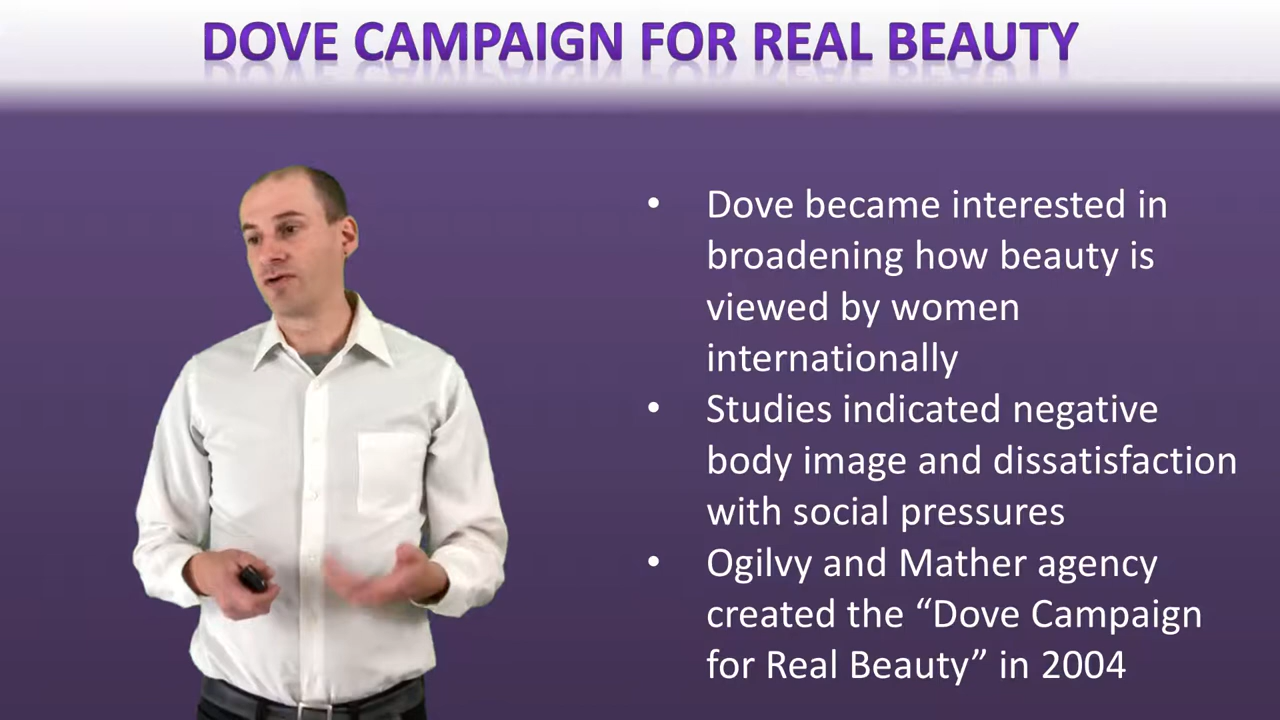 DOVE CAMPAIGN FOR REAL BEAUTY
• Dove became interested in
broadening how beauty is
viewed by women
internationally
• Studies indicated negative
body image and dissatisfaction
with social pressures
• Ogilvy and Mather agency
created the “Dove Campaign
for Real Beauty” in 2004